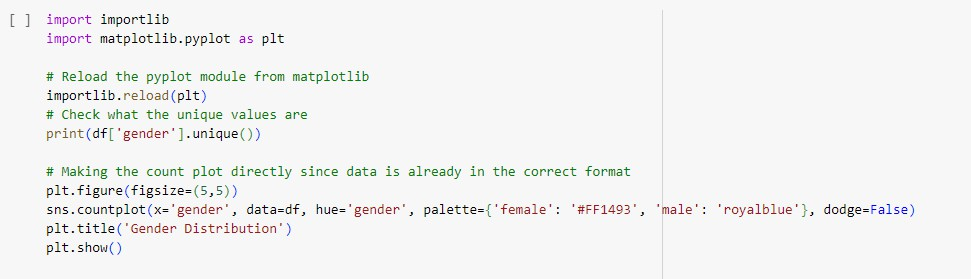 [ ] import importlib
import matplotlib.pyplot as plt
# Reload the pyplot module from matplotlib
importlib.reload(plt)
# Check what the unique values are
print(df['gender'].unique())
# Making the count plot directly since data is already in the correct format
plt.figure(figsize=(5,5))
sns.countplot(x='gender', data=df, hue='gender', palette={'female': '#FF1493', 'male': 'royalblue'}, dodge=False)
plt.title('Gender Distribution')
plt.show()